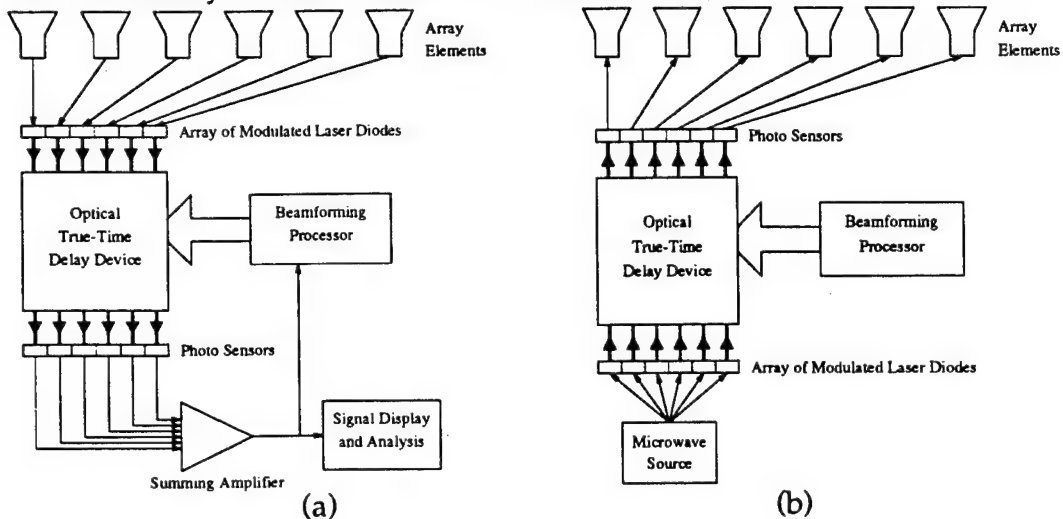 Array
Elements
Array of Modulated Laser Diodes
Optical
True-Time
Delay Device
Beamforming
Processor
Photo Sensors
Signal Display
and Analysis
Summing Amplifier
(a)
Array
Elements
Photo Sensors
Optical
True-Time
Delay Device
Beamforming
Processor
Array of Modulated Laser Diodes
Microwave
Source
(b)